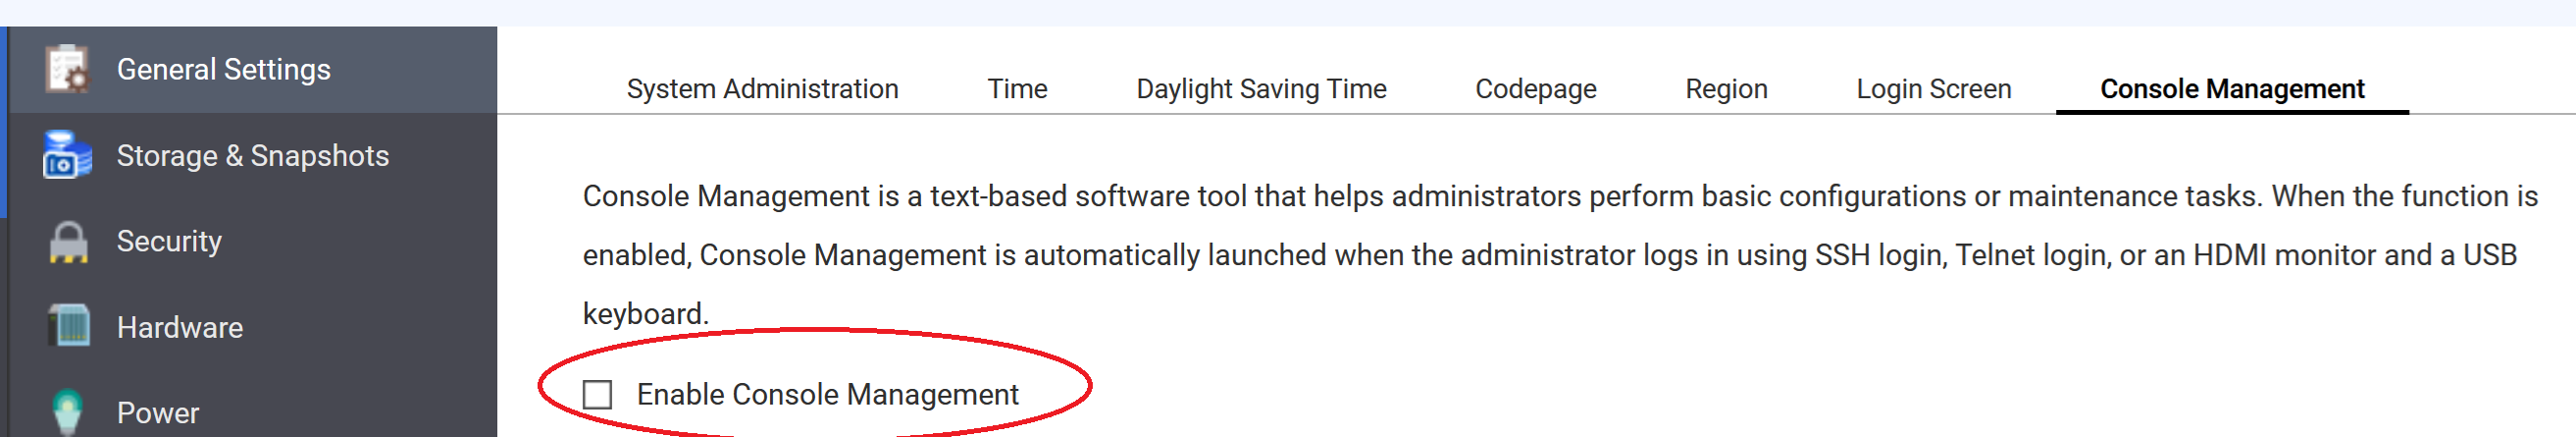 General Settings
Storage & Snapshots
Security
Hardware
Power
System Administration
Time
Daylight Saving Time
Codepage
Region
Login Screen
Console Management
Console Management is a text-based software tool that helps administrators perform basic configurations or maintenance tasks. When the function is
enabled, Console Management is automatically launched when the administrator logs in using SSH login, Telnet login, or an HDMI monitor and a USB
keyboard.
Enable Console Management